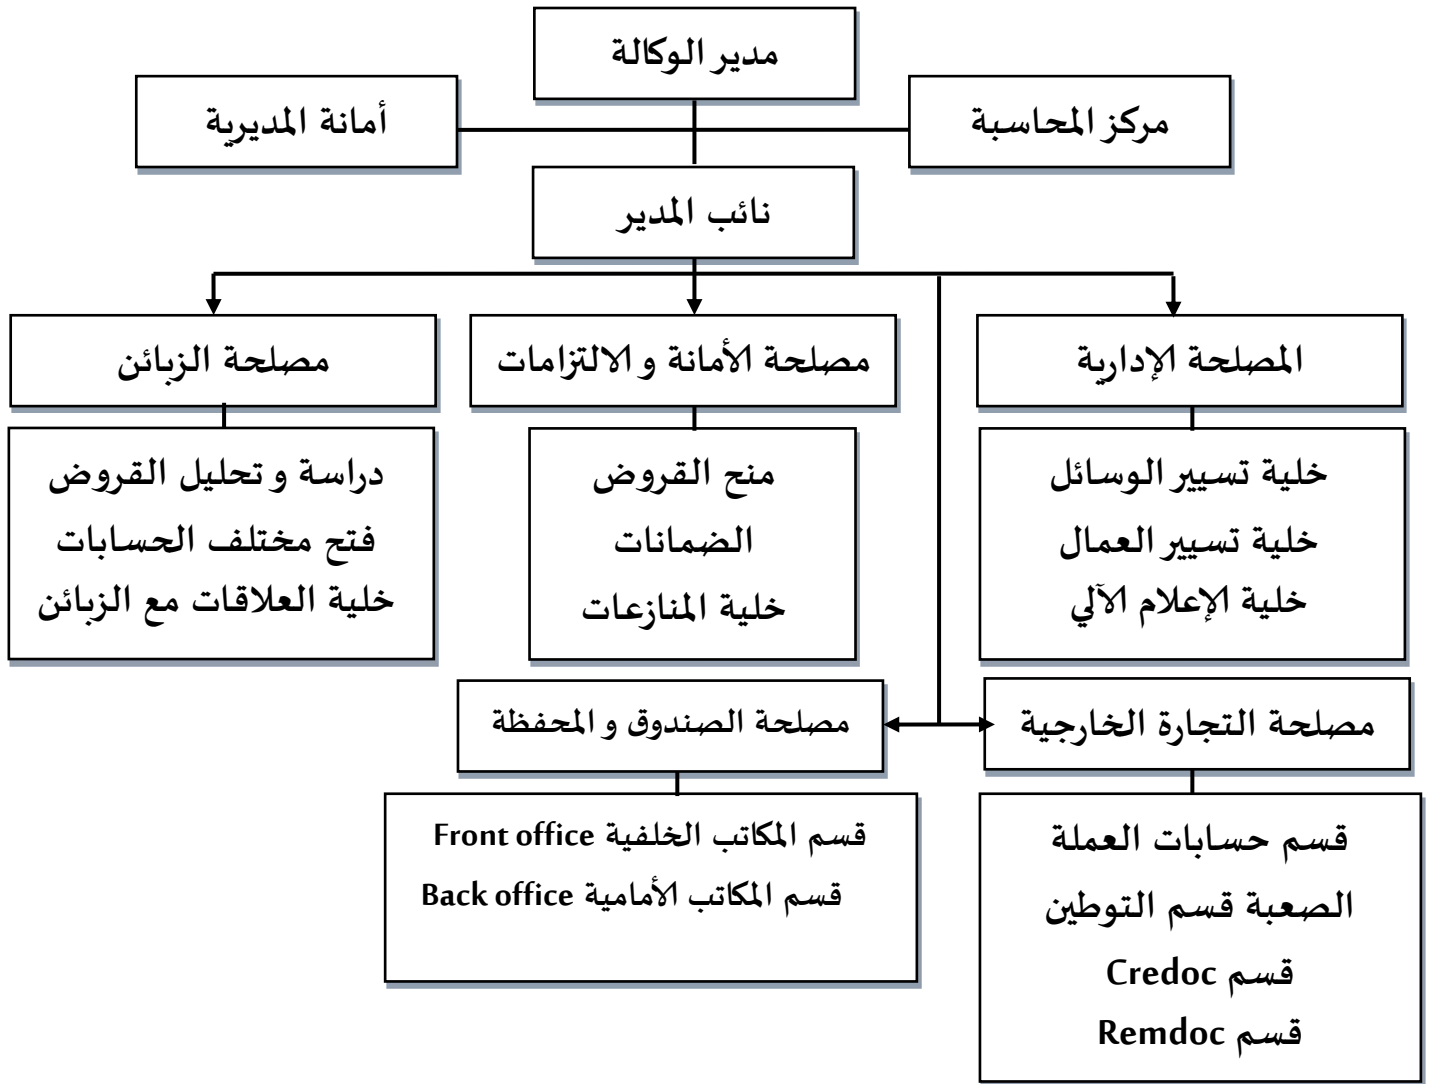 مدير الوكالة
مركز المحاسبة
أمانة المديرية
نائب المدير
المصلحة الإدارية
مصلحة الأمانة و الالتزامات
مصلحة الزبائن
خلية تسيير الوسائل
خلية تسيير العمال
خلية الإعلام الآلي
منح القروض
الضمانات
خلية المنازعات
دراسة و تحليل القروض
فتح مختلف الحسابات
خلية العلاقات مع الزبائن
مصلحة التجارة الخارجية
مصلحة الصندوق و المحفظة
قسم حسابات العملة
الصعبة قسم التوطين
قسم Credoc
قسم Remdoc
قسم المكاتب الخلفية Front office
قسم المكاتب الأمامية Back office